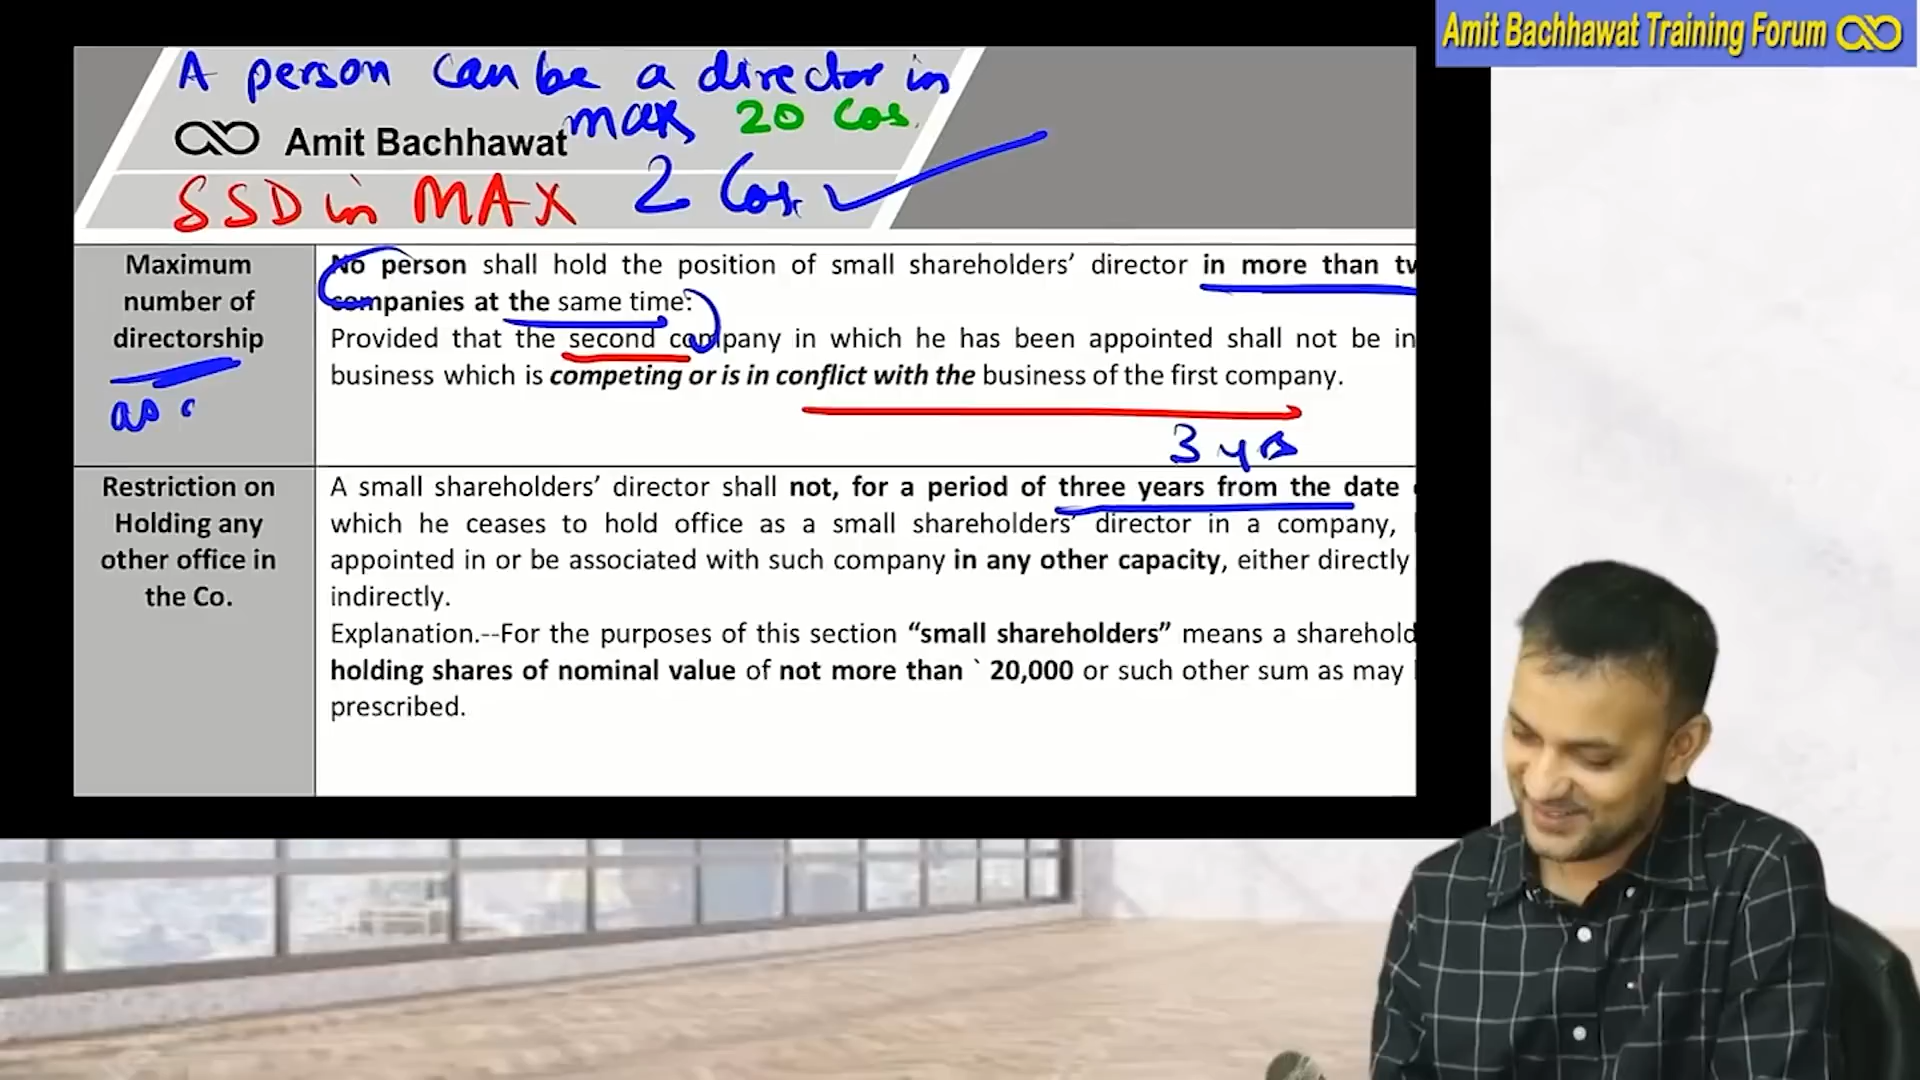 Amit Bachhawat Training Forum
A person can be a director in
max 20 Cos.
Amit Bachhawat
SSD in MAX 2 Cos.
Maximum
number of
directorship
as
No person shall hold the position of small shareholders’ director in more than tw
companies at the same time:
Provided that the second company in which he has been appointed shall not be in
business which is competing or is in conflict with the business of the first company.
3 yrs
Restriction on
Holding any
other office in
the Co.
A small shareholders’ director shall not, for a period of three years from the date
which he ceases to hold office as a small shareholders’ director in a company,
appointed in or be associated with such company in any other capacity, either directly
indirectly.
Explanation.--For the purposes of this section “small shareholders” means a sharehold
holding shares of nominal value of not more than ` 20,000 or such other sum as may
prescribed.